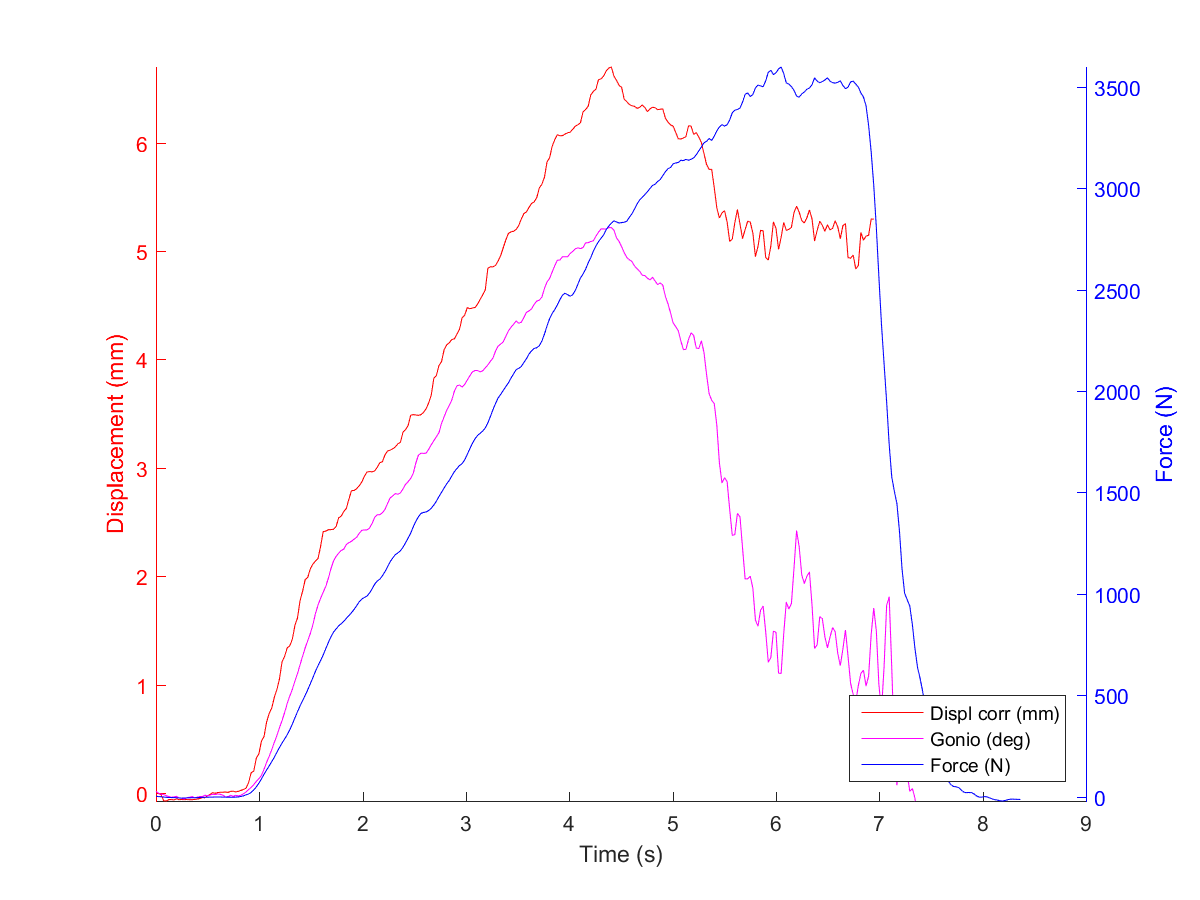 6
5
4
3
2
1
0
Displacement (mm)
3500
3000
2500
2000
1500
1000
500
0
Force (N)
Displ corr (mm)
Gonio (deg)
Force (N)
0 1 2 3 4 5 6 7 8 9
Time (s)